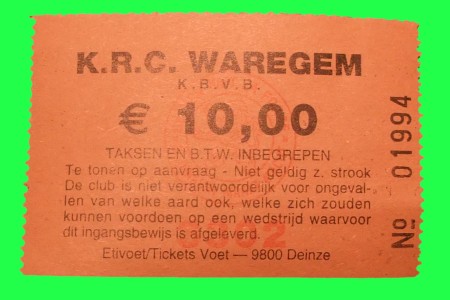 K.R.C. WAREGEM
K.B.V.B.
€ 10,00
TAKSEN EN B.T.W. INBEGREPEN
Te tonen op aanvraag - Niet geldig z. strook
De club is niet verantwoordelijk voor ongeval-
len van welke aard ook, welke zich zouden
kunnen voordoen op een wedstrijd waarvoor
dit ingangsbewijs is afgeleverd.
Etivoet/Tickets Voet — 9800 Deinze
No 01994